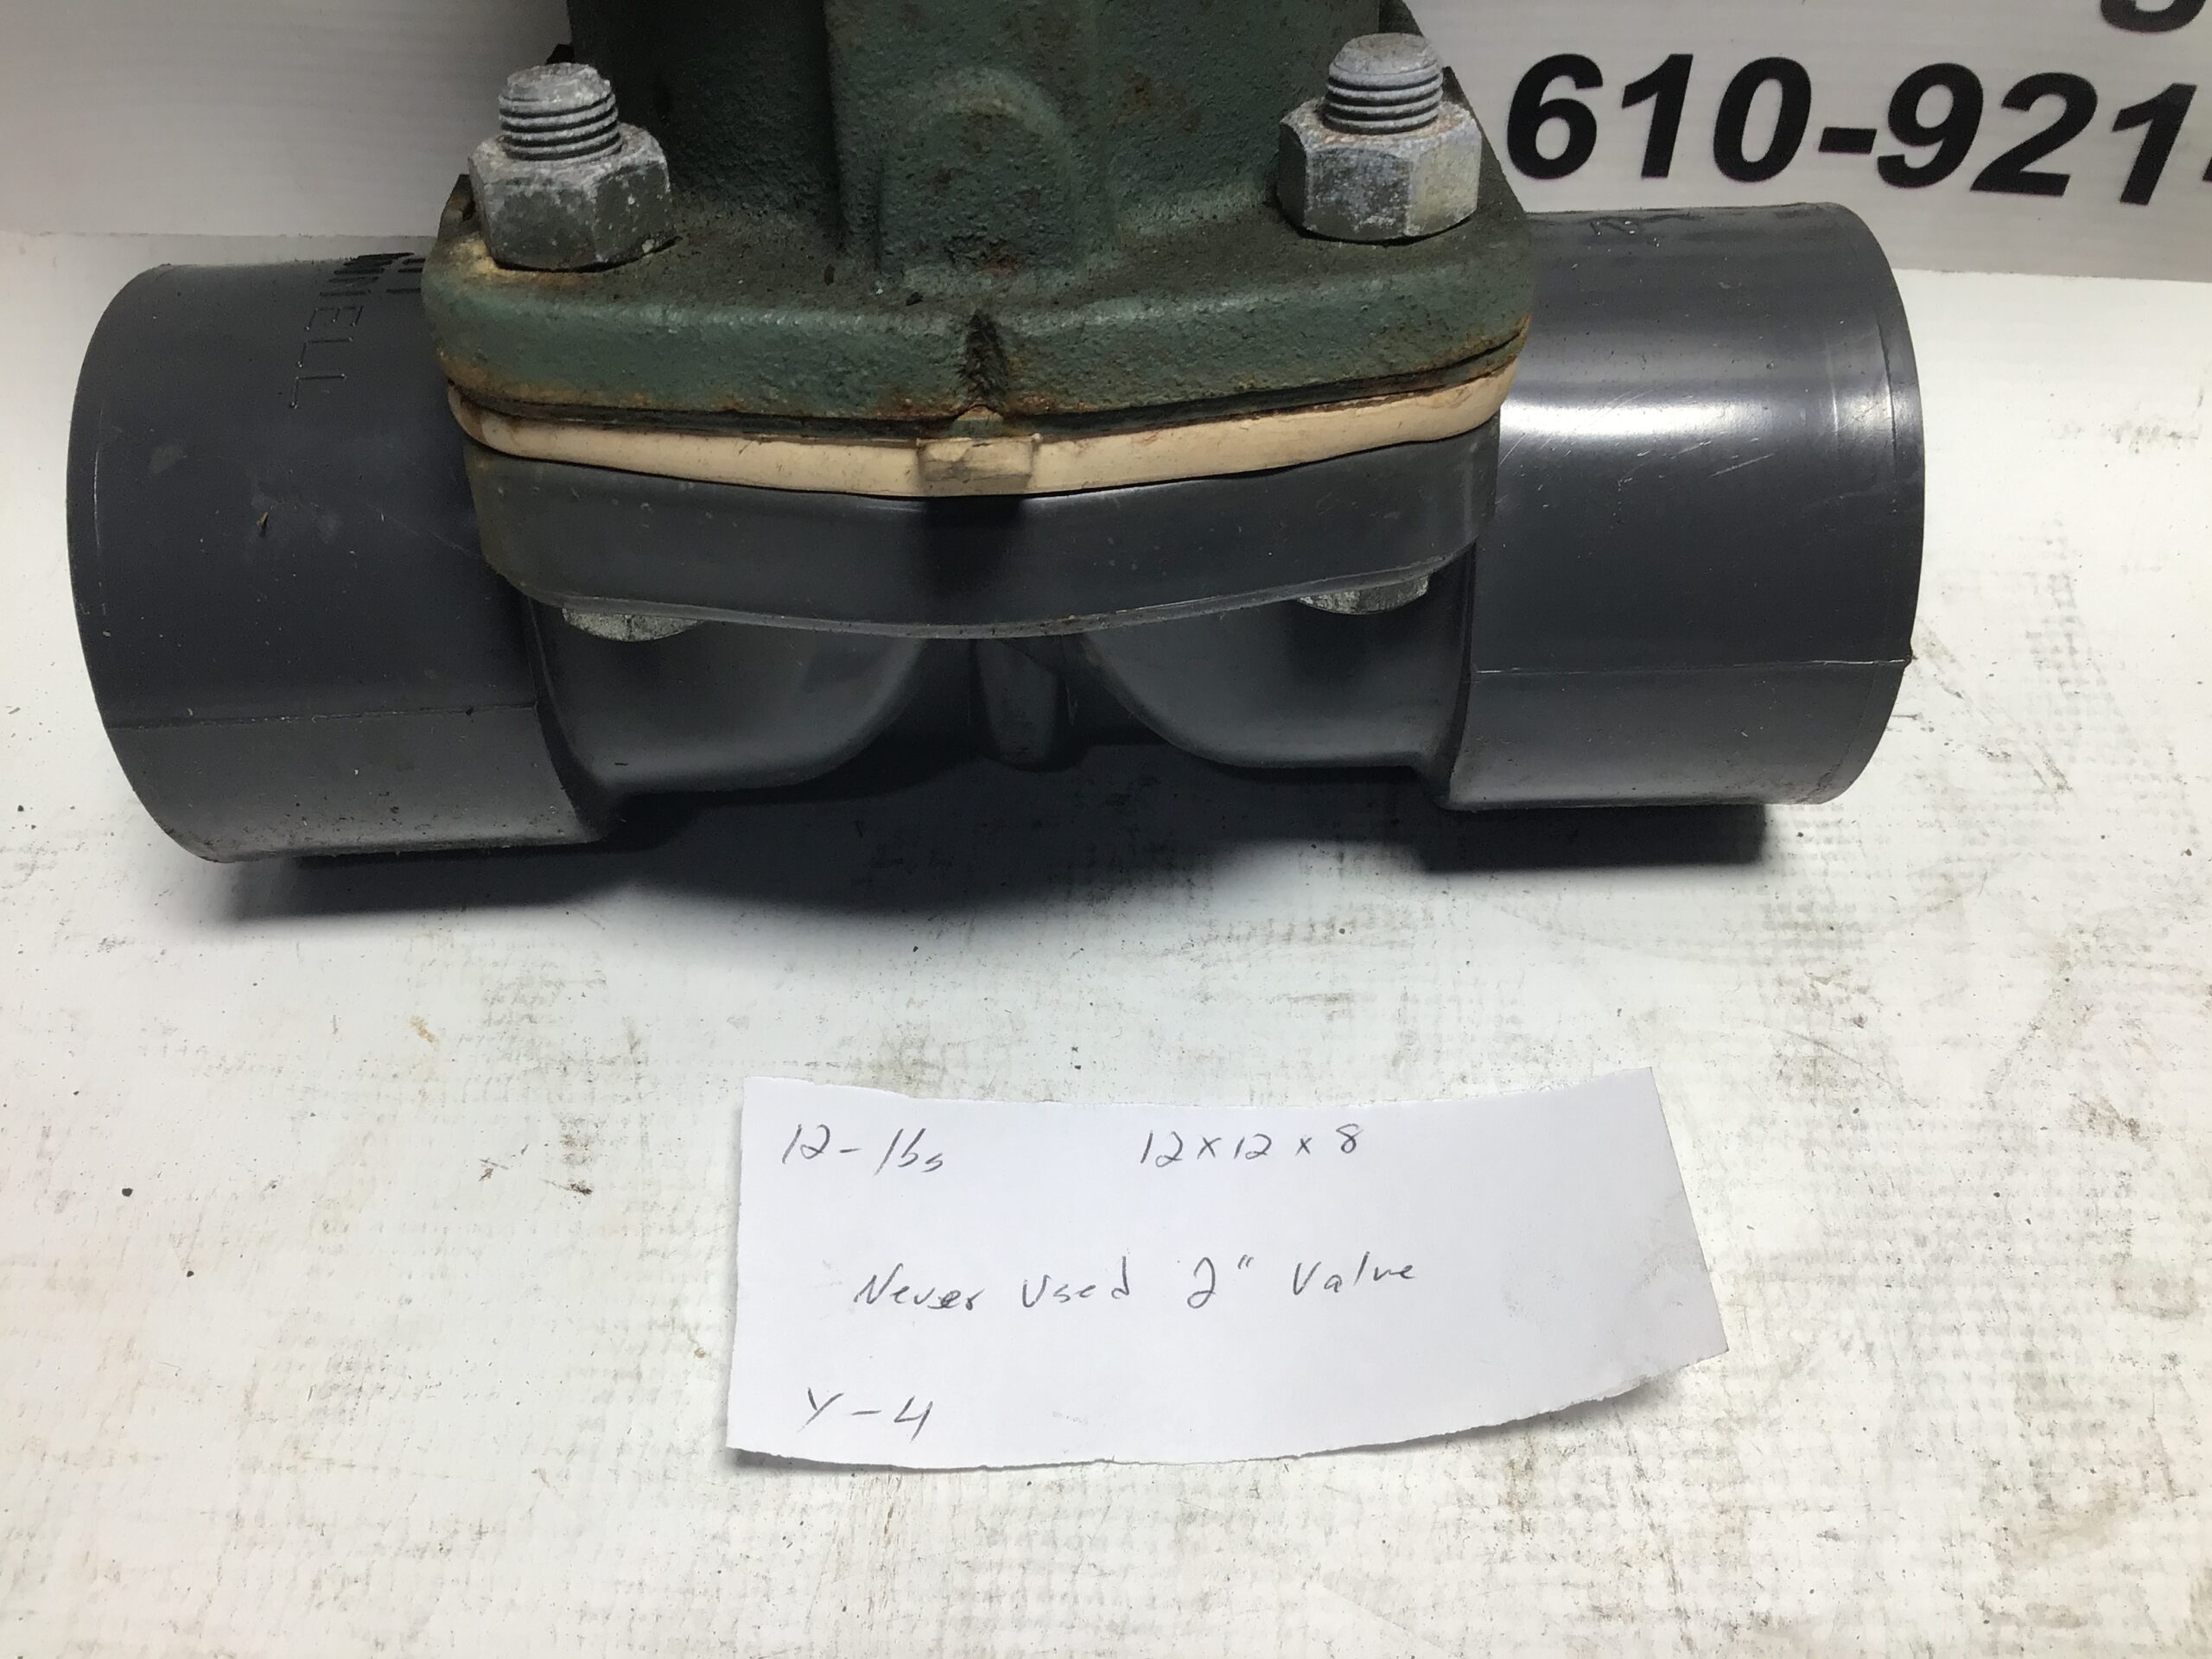 610-921-
12-lbs 12x12x8
Never Used 2" Valve
Y-4